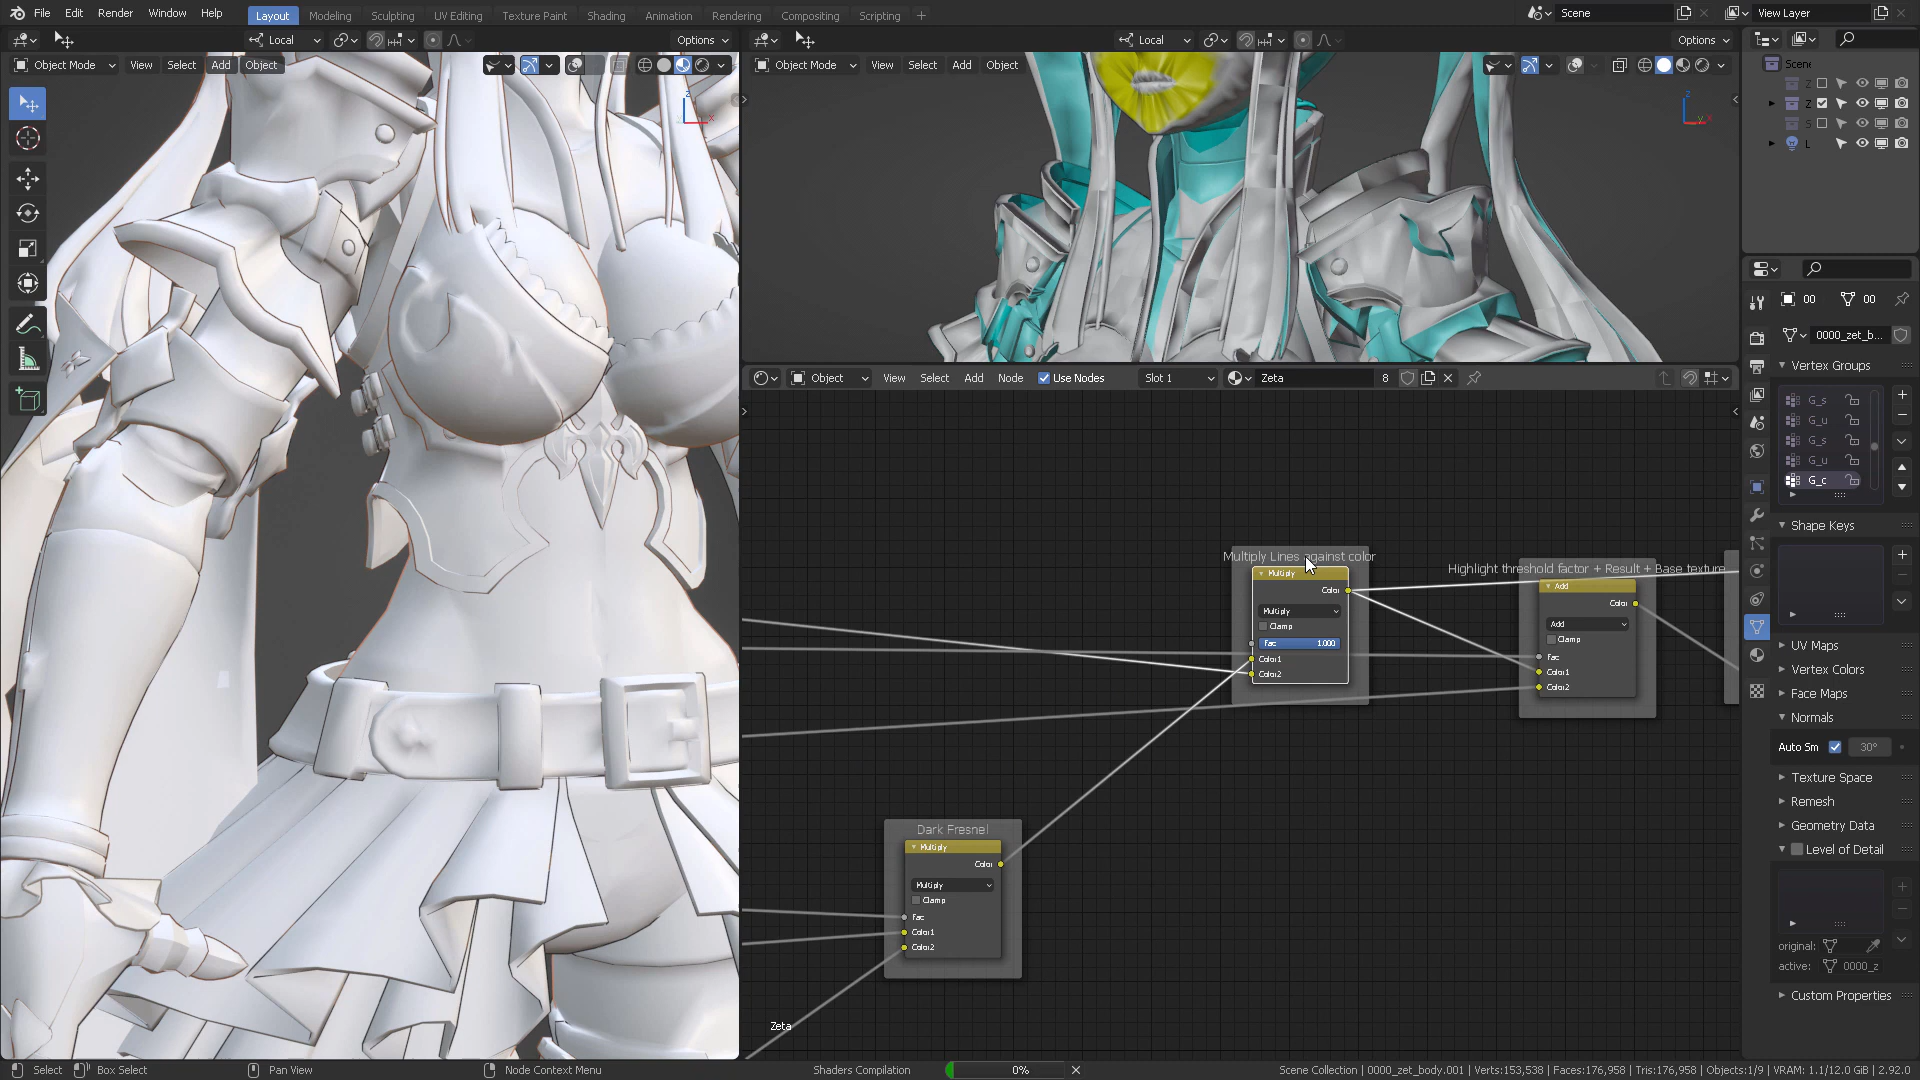 File Edit Render Window Help Layout Modeling Sculpting UV Editing Texture Paint Shading Animation Rendering Compositing Scripting + Scene View Layer
Local Options
Local Options
Object Mode View Select Add Object
Object Mode View Select Add Object
Scene
Z
Z
S
L
z
x
z
y x
00 00
0000_zet_b...
Vertex Groups
G_s
G_u
G_s
G_u
G_c
Object View Select Add Node Use Nodes Slot 1 Zeta 8
Shape Keys
UV Maps
Vertex Colors
Face Maps
Normals
Auto Sm 30°
Texture Space
Remesh
Geometry Data
Level of Detail
original:
active: 0000_z
Custom Properties
Multiply Lines against color
Multiply
Color
Multiply
Clamp
Fac 1.000
Color1
Color2
Highlight threshold factor + Result + Base texture
Add
Color
Add
Clamp
Fac
Color1
Color2
Dark Fresnel
Multiply
Color
Multiply
Clamp
Fac
Color1
Color2
Zeta
Select Box Select Pan View Node Context Menu Shaders Compilation 0% Scene Collection | 0000_zet_body.001 | Verts:153,538 | Faces:176,958 | Tris:176,958 | Objects:1/9 | VRAM: 1.1/12.0 GiB | 2.92.0